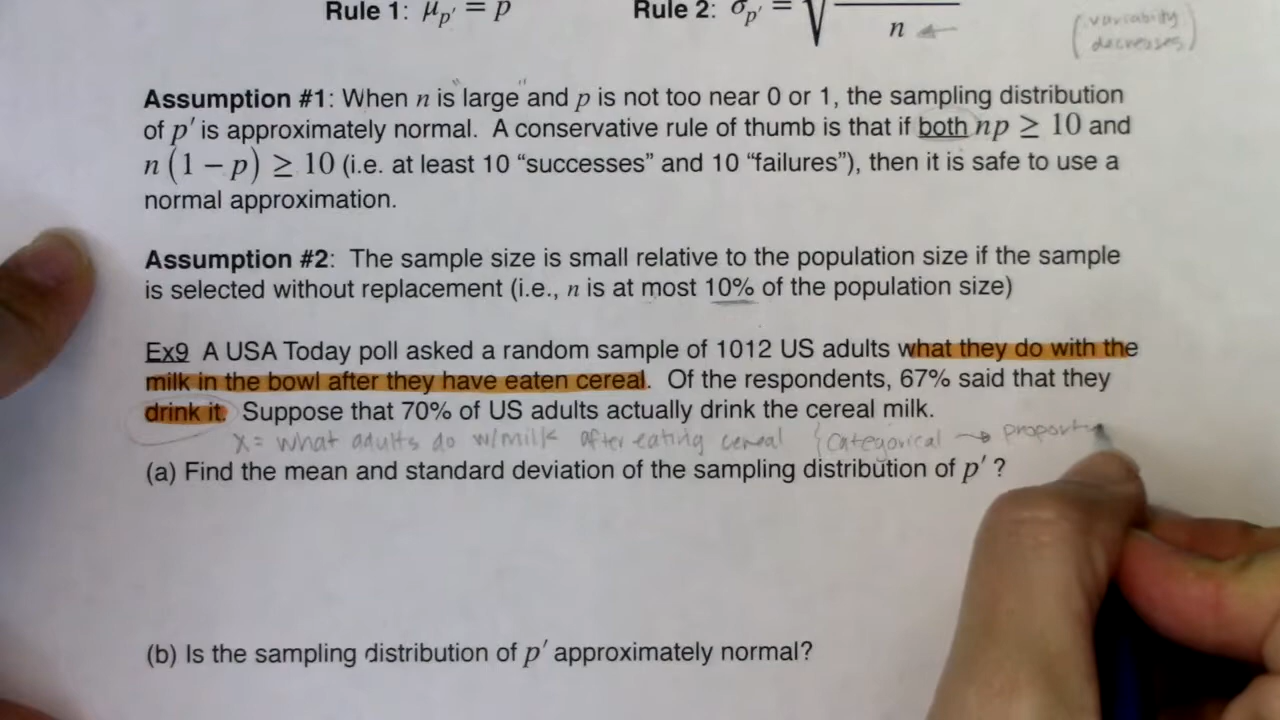 Rule 1: μp′ = p Rule 2: σp′ = √ n ←
(variability decreases)
Assumption #1: When n is "large" and p is not too near 0 or 1, the sampling distribution
of p′ is approximately normal. A conservative rule of thumb is that if both np ≥ 10 and
n(1 − p) ≥ 10 (i.e. at least 10 “successes” and 10 “failures”), then it is safe to use a
normal approximation.
Assumption #2: The sample size is small relative to the population size if the sample
is selected without replacement (i.e., n is at most 10% of the population size)
Ex9 A USA Today poll asked a random sample of 1012 US adults what they do with the
milk in the bowl after they have eaten cereal. Of the respondents, 67% said that they
drink it. Suppose that 70% of US adults actually drink the cereal milk.
x = what adults do w/milk after eating cereal {categorical →
(a) Find the mean and standard deviation of the sampling distribution of p′ ?
(b) Is the sampling distribution of p′ approximately normal?